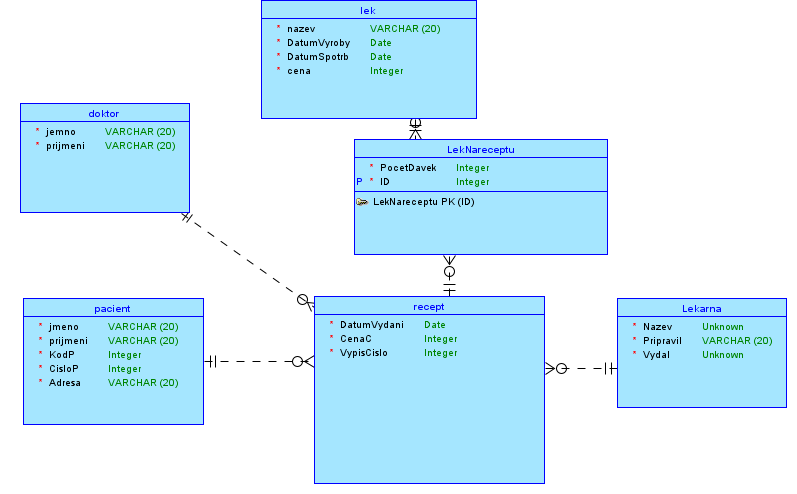 lek
* nazev VARCHAR (20)
* DatumVyroby Date
* DatumSpotrb Date
* cena Integer
doktor
* jemno VARCHAR (20)
* prijmeni VARCHAR (20)
LekNareceptu
* PocetDavek Integer
P * ID Integer
LekNareceptu PK (ID)
pacient
* jmeno VARCHAR (20)
* prijmeni VARCHAR (20)
* KodP Integer
* CisloP Integer
* Adresa VARCHAR (20)
recept
* DatumVydani Date
* CenaC Integer
* VypisCislo Integer
Lekarna
* Nazev Unknown
* Pripravil VARCHAR (20)
* Vydal Unknown